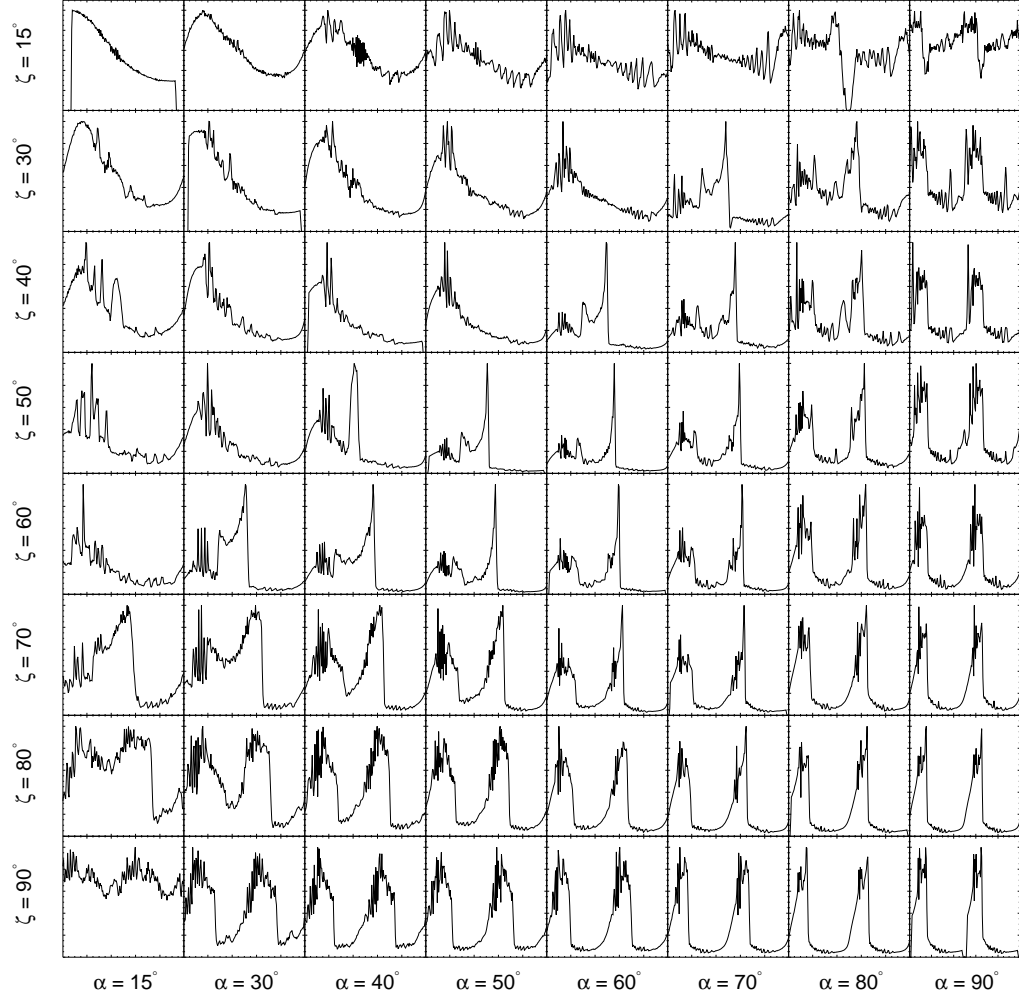 ζ = 15°
ζ = 30°
ζ = 40°
ζ = 50°
ζ = 60°
ζ = 70°
ζ = 80°
ζ = 90°
α = 15° α = 30° α = 40° α = 50° α = 60° α = 70° α = 80° α = 90°